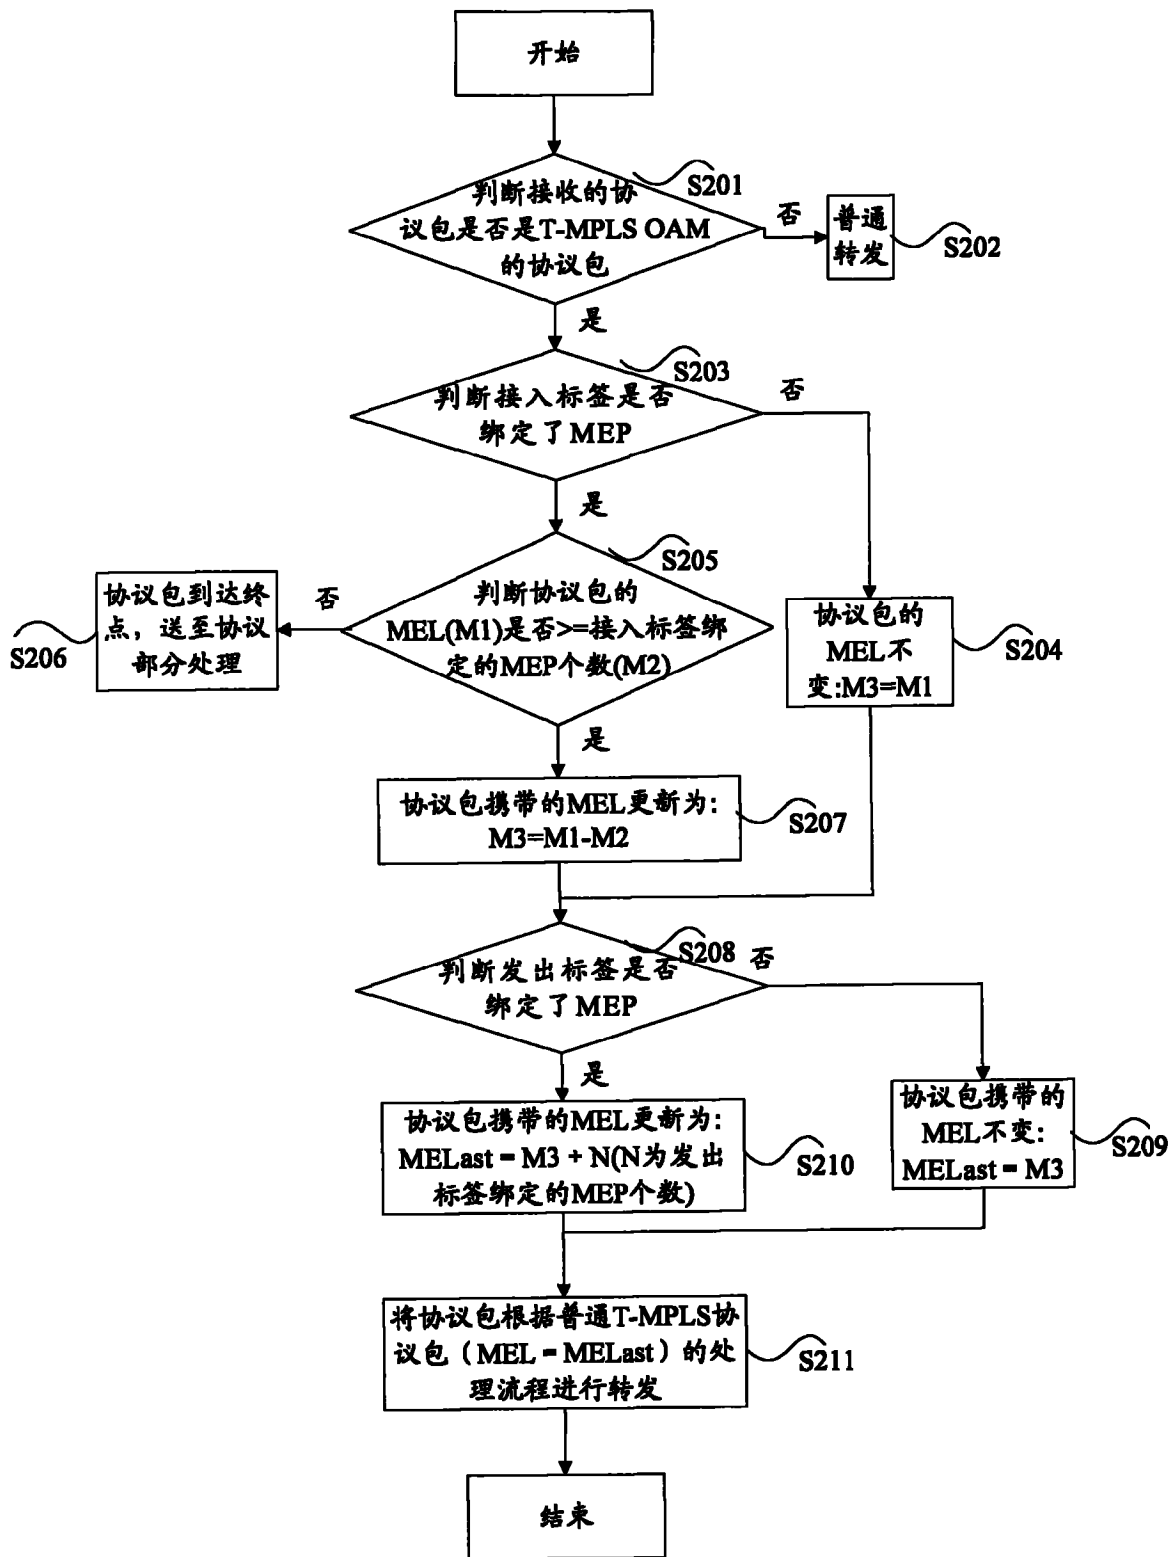 开始
判断接收的协
议包是否是T-MPLS OAM
的协议包
S201
否
普通
转发
S202
是
判断接入标签是否
绑定了MEP
S203
否
是
判断协议包的
MEL(M1)是否>=接入标签绑
定的MEP个数(M2)
S205
否
协议包到达终
点，送至协议
部分处理
S206
协议包的
MEL不
变:M3=M1
S204
是
协议包携带的MEL更新为:
M3=M1-M2
S207
判断发出标签是否
绑定了MEP
S208
否
是
协议包携带的MEL更新为:
MELast = M3 + N(N为发出
标签绑定的MEP个数)
S210
协议包携带的
MEL不变:
MELast = M3
S209
将协议包根据普通T-MPLS协
议包（MEL = MELast）的处
理流程进行转发
S211
结束